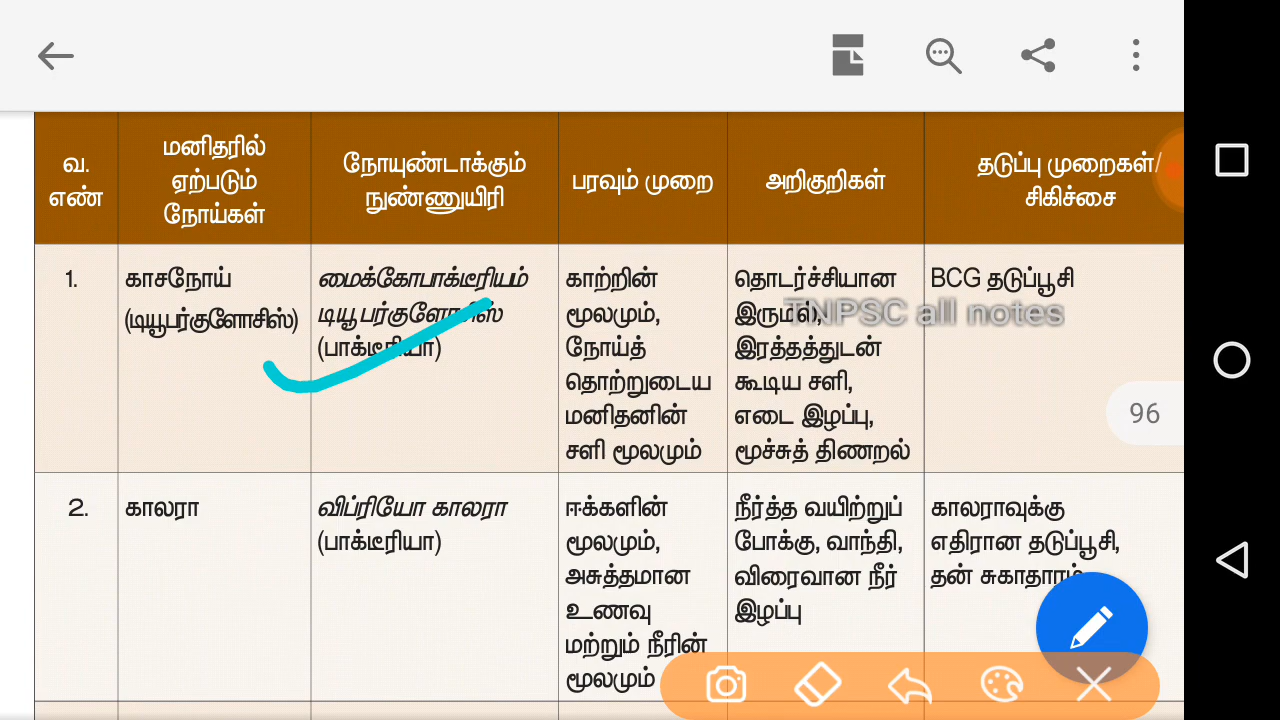 வ.
எண்
மனிதரில்
ஏற்படும்
நோய்கள்
நோயுண்டாக்கும்
நுண்ணுயிரி
பரவும் முறை
அறிகுறிகள்
தடுப்பு முறைகள்/
சிகிச்சை
1.
காசநோய்
(டியூபர்குளோசிஸ்)
மைக்கோபாக்டீரியம்
டியூபர்குளோசிஸ்
(பாக்டீரியா)
காற்றின்
மூலமும்,
நோய்த்
தொற்றுடைய
மனிதனின்
சளி மூலமும்
தொடர்ச்சியான
இருமல்,
இரத்தத்துடன்
கூடிய சளி,
எடை இழப்பு,
மூச்சுத் திணறல்
BCG தடுப்பூசி
TNPSC all notes
96
2.
காலரா
விப்ரியோ காலரா
(பாக்டீரியா)
ஈக்களின்
மூலமும்,
அசுத்தமான
உணவு
மற்றும் நீரின்
மூலமும்
நீர்த்த வயிற்றுப்
போக்கு, வாந்தி,
விரைவான நீர்
இழப்பு
காலராவுக்கு
எதிரான தடுப்பூசி,
தன் சுகாதாரம்